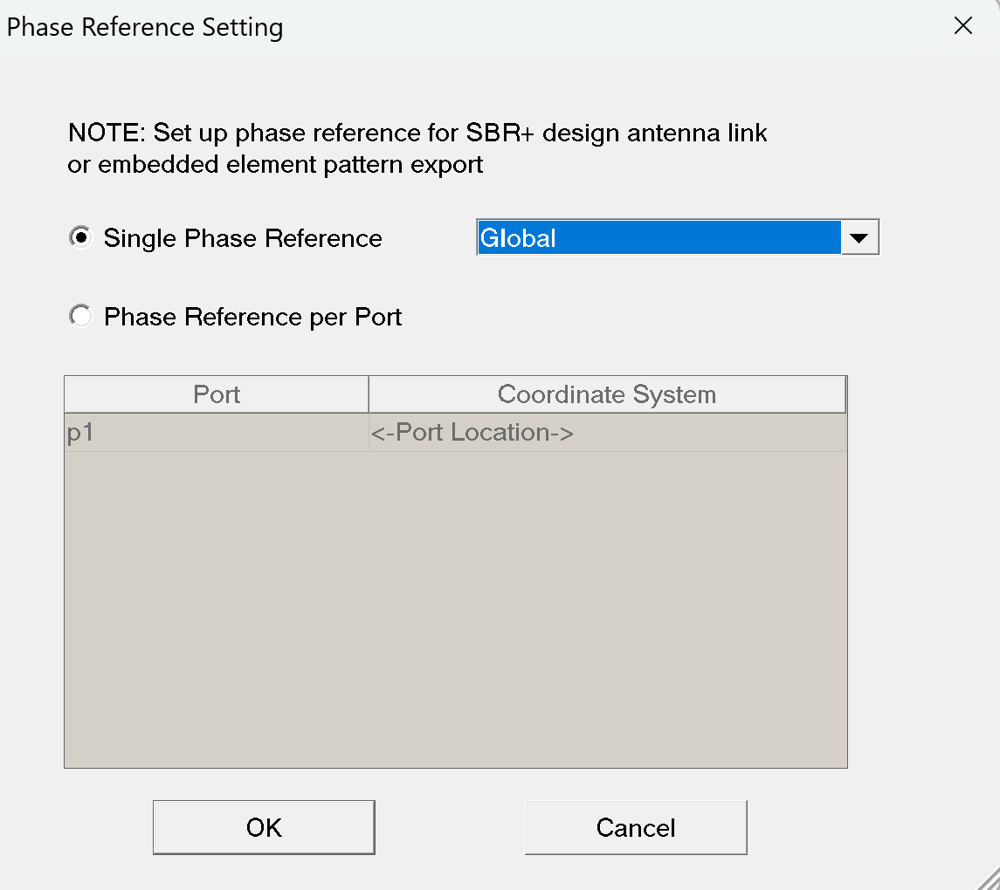 Phase Reference Setting
NOTE: Set up phase reference for SBR+ design antenna link
or embedded element pattern export
Single Phase Reference
Global
Phase Reference per Port
Port Coordinate System
p1 <-Port Location->
OK Cancel